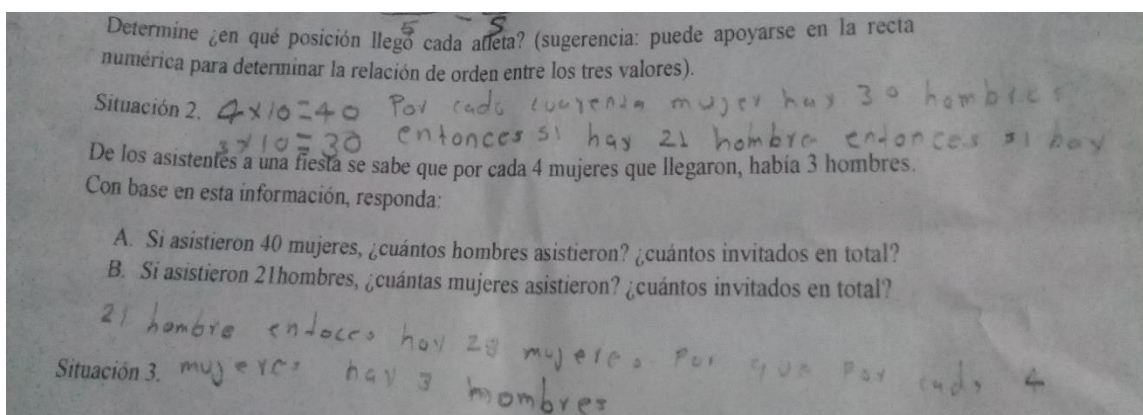 5 - 5
Determine ¿en qué posición llegó cada atleta? (sugerencia: puede apoyarse en la recta
numérica para determinar la relación de orden entre los tres valores).
Situación 2. 4x10=40 Por cada cuarenta mujer hay 30 hombres
3x10=30 entonces si hay 21 hombre entonces si hay
De los asistentes a una fiesta se sabe que por cada 4 mujeres que llegaron, había 3 hombres.
Con base en esta información, responda:
A. Si asistieron 40 mujeres, ¿cuántos hombres asistieron? ¿cuántos invitados en total?
B. Si asistieron 21hombres, ¿cuántas mujeres asistieron? ¿cuántos invitados en total?
21 hombre endoces hay 28 mujeres por que por cada 4
Situación 3. mujeres hay 3 hombres